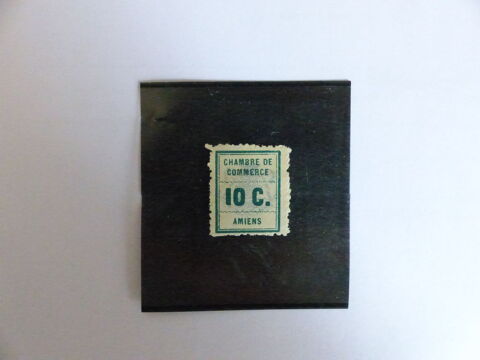 CHAMBRE DE
COMMERCE
10 C.
AMIENS